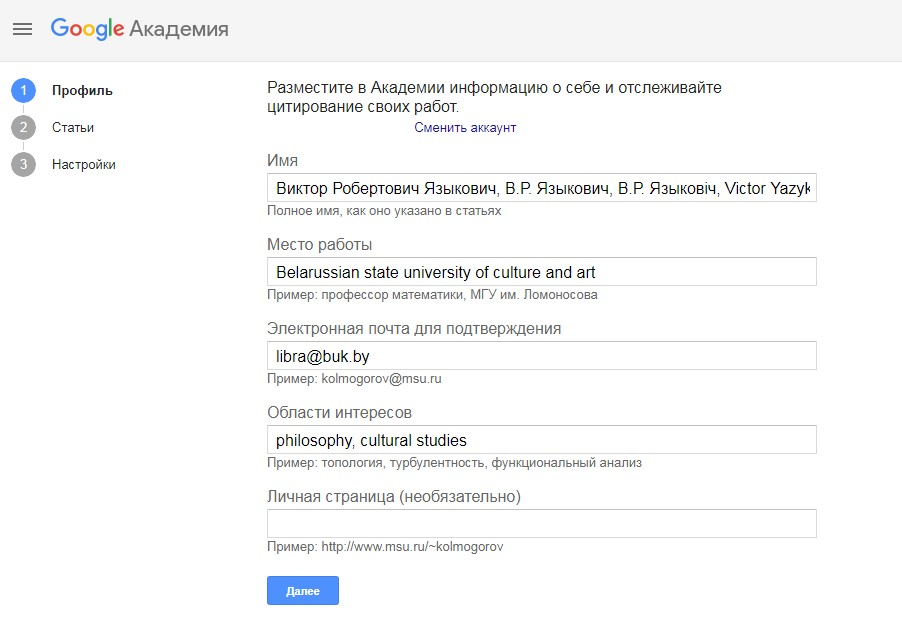 Google Академия
1 Профиль
2 Статьи
3 Настройки
Разместите в Академии информацию о себе и отслеживайте
цитирование своих работ.
Сменить аккаунт
Имя
Виктор Робертович Языкович, В.Р. Языкович, В.Р. Языковіч, Victor Yazyk
Полное имя, как оно указано в статьях
Место работы
Belarussian state university of culture and art
Пример: профессор математики, МГУ им. Ломоносова
Электронная почта для подтверждения
libra@buk.by
Пример: kolmogorov@msu.ru
Области интересов
philosophy, cultural studies
Пример: топология, турбулентность, функциональный анализ
Личная страница (необязательно)
Пример: http://www.msu.ru/~kolmogorov
Далее